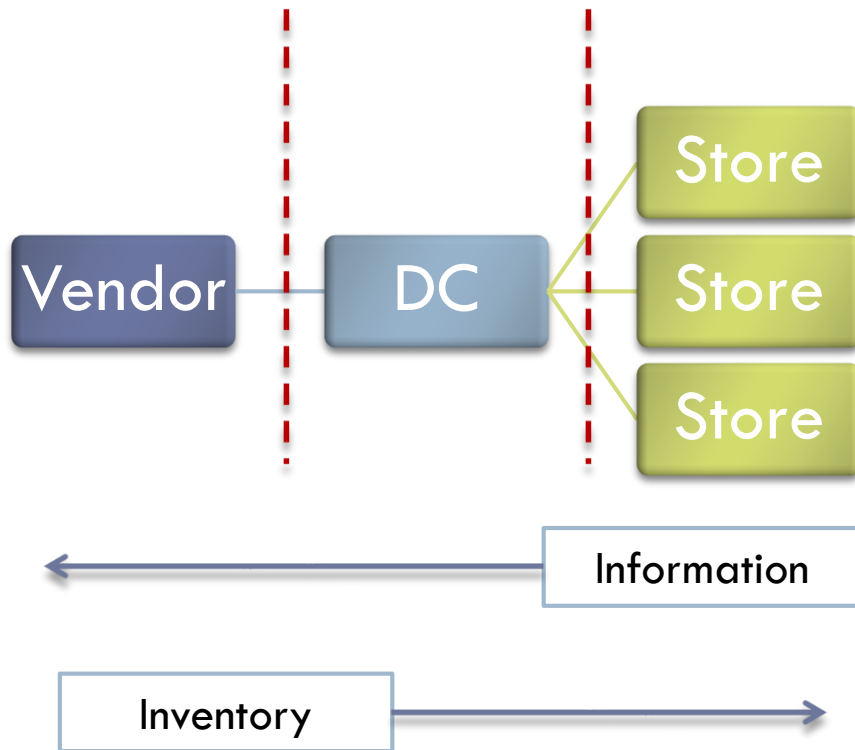 Store
Vendor
DC
Store
Store
Information
Inventory